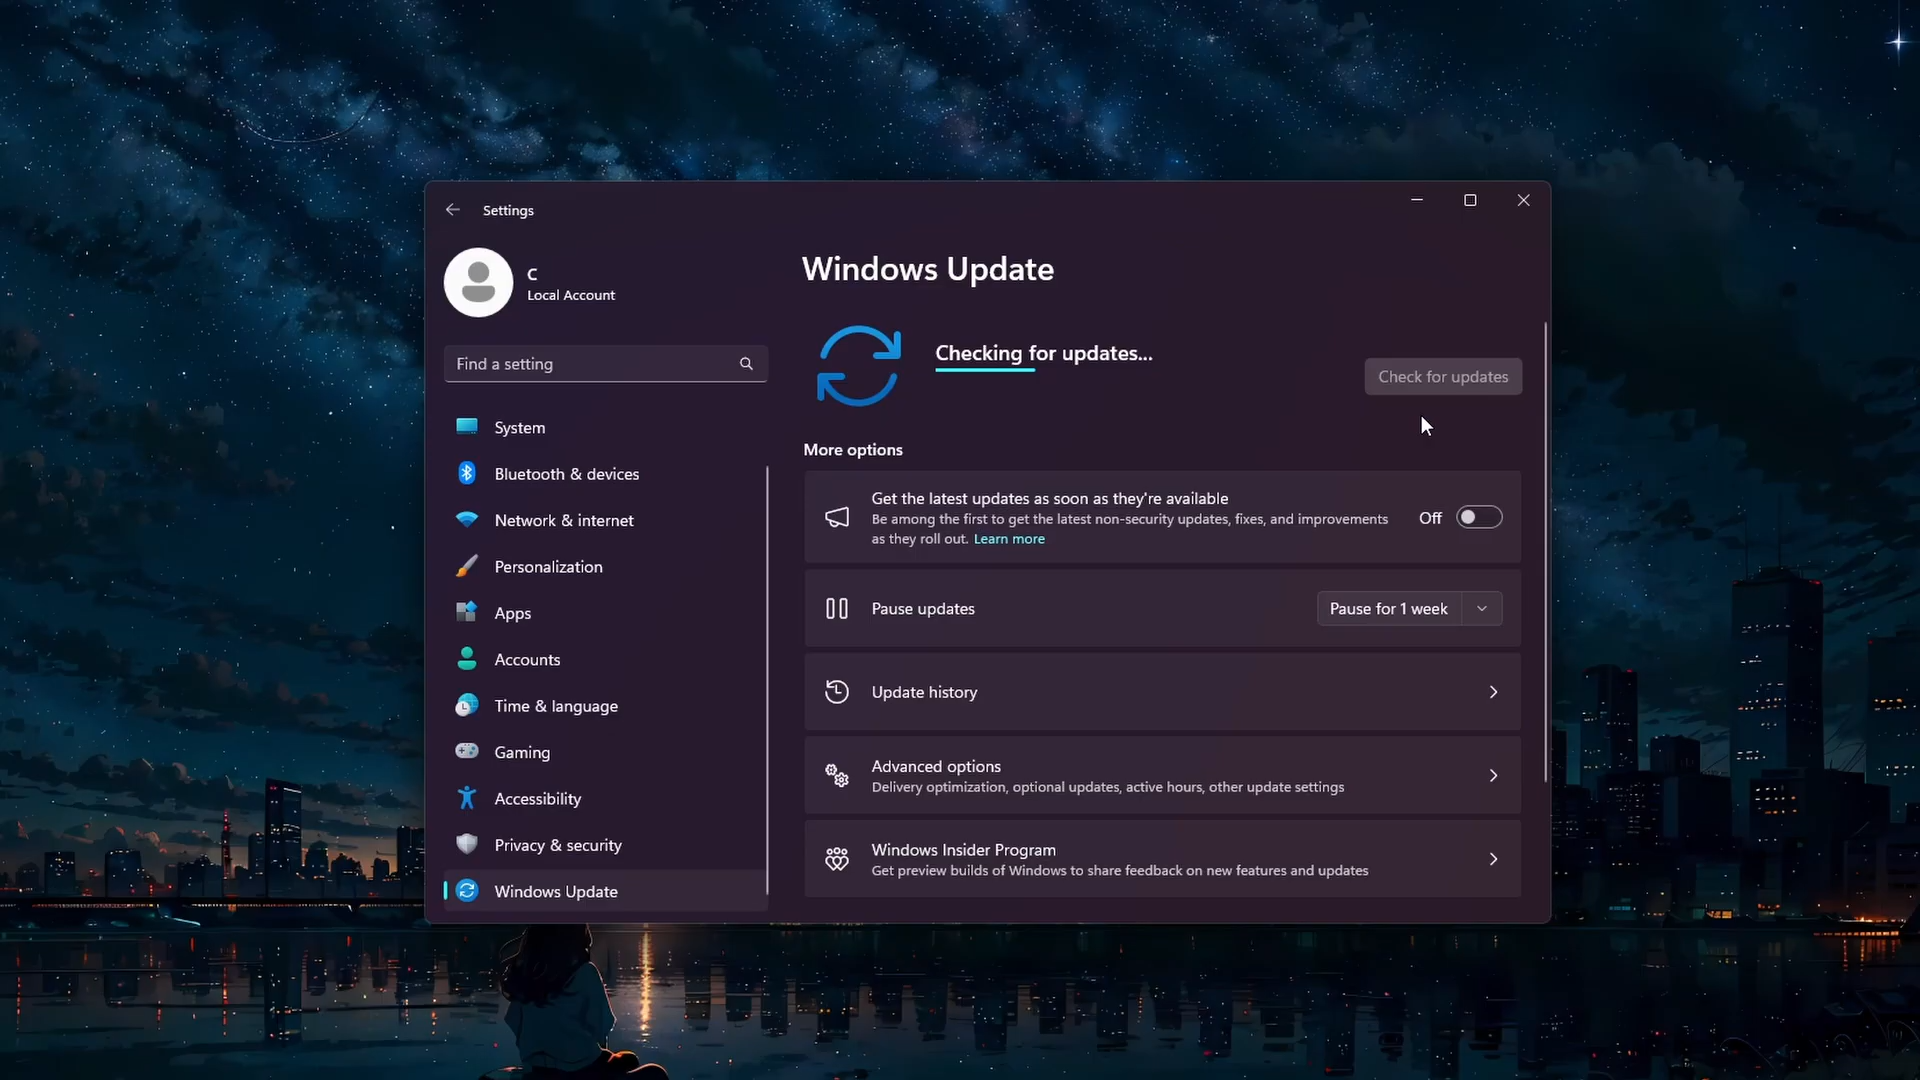 Settings
C
Local Account
Find a setting
System
Bluetooth & devices
Network & internet
Personalization
Apps
Accounts
Time & language
Gaming
Accessibility
Privacy & security
Windows Update
Windows Update
Checking for updates...
Check for updates
More options
Get the latest updates as soon as they're available
Be among the first to get the latest non-security updates, fixes, and improvements
as they roll out. Learn more
Off
Pause updates
Pause for 1 week
Update history
Advanced options
Delivery optimization, optional updates, active hours, other update settings
Windows Insider Program
Get preview builds of Windows to share feedback on new features and updates